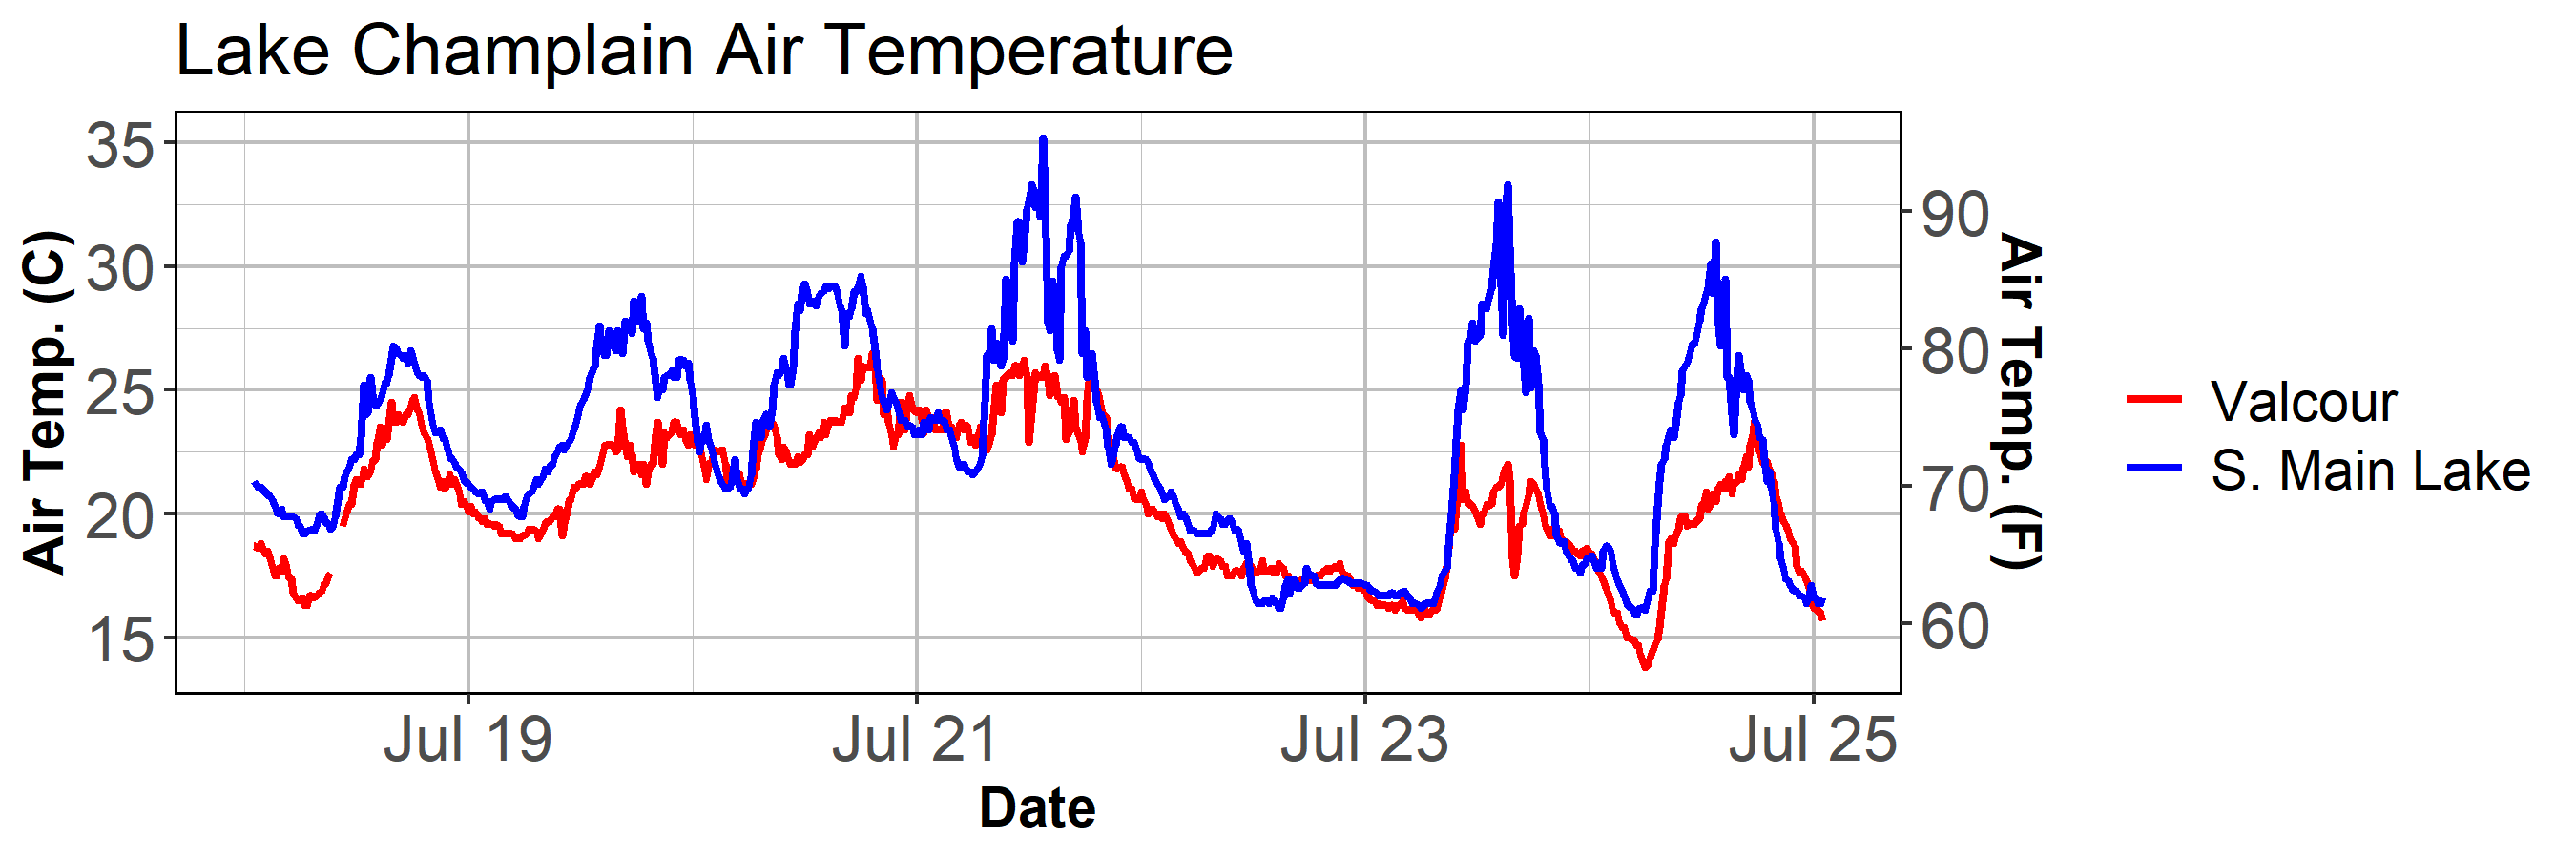 Lake Champlain Air Temperature
Air Temp. (C)
35
30
25
20
15
90
80
70
60
Air Temp. (F)
Jul 19
Jul 21
Jul 23
Jul 25
Date
Valcour
S. Main Lake